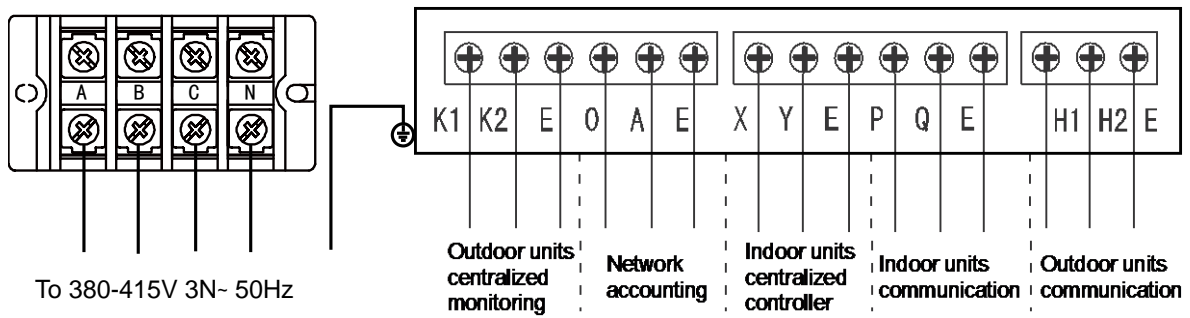 A B C N
K1 K2 E O A E X Y E P Q E H1 H2 E
To 380-415V 3N~ 50Hz
Outdoor units
centralized
monitoring
Network
accounting
Indoor units
centralized
controller
Indoor units
communication
Outdoor units
communication